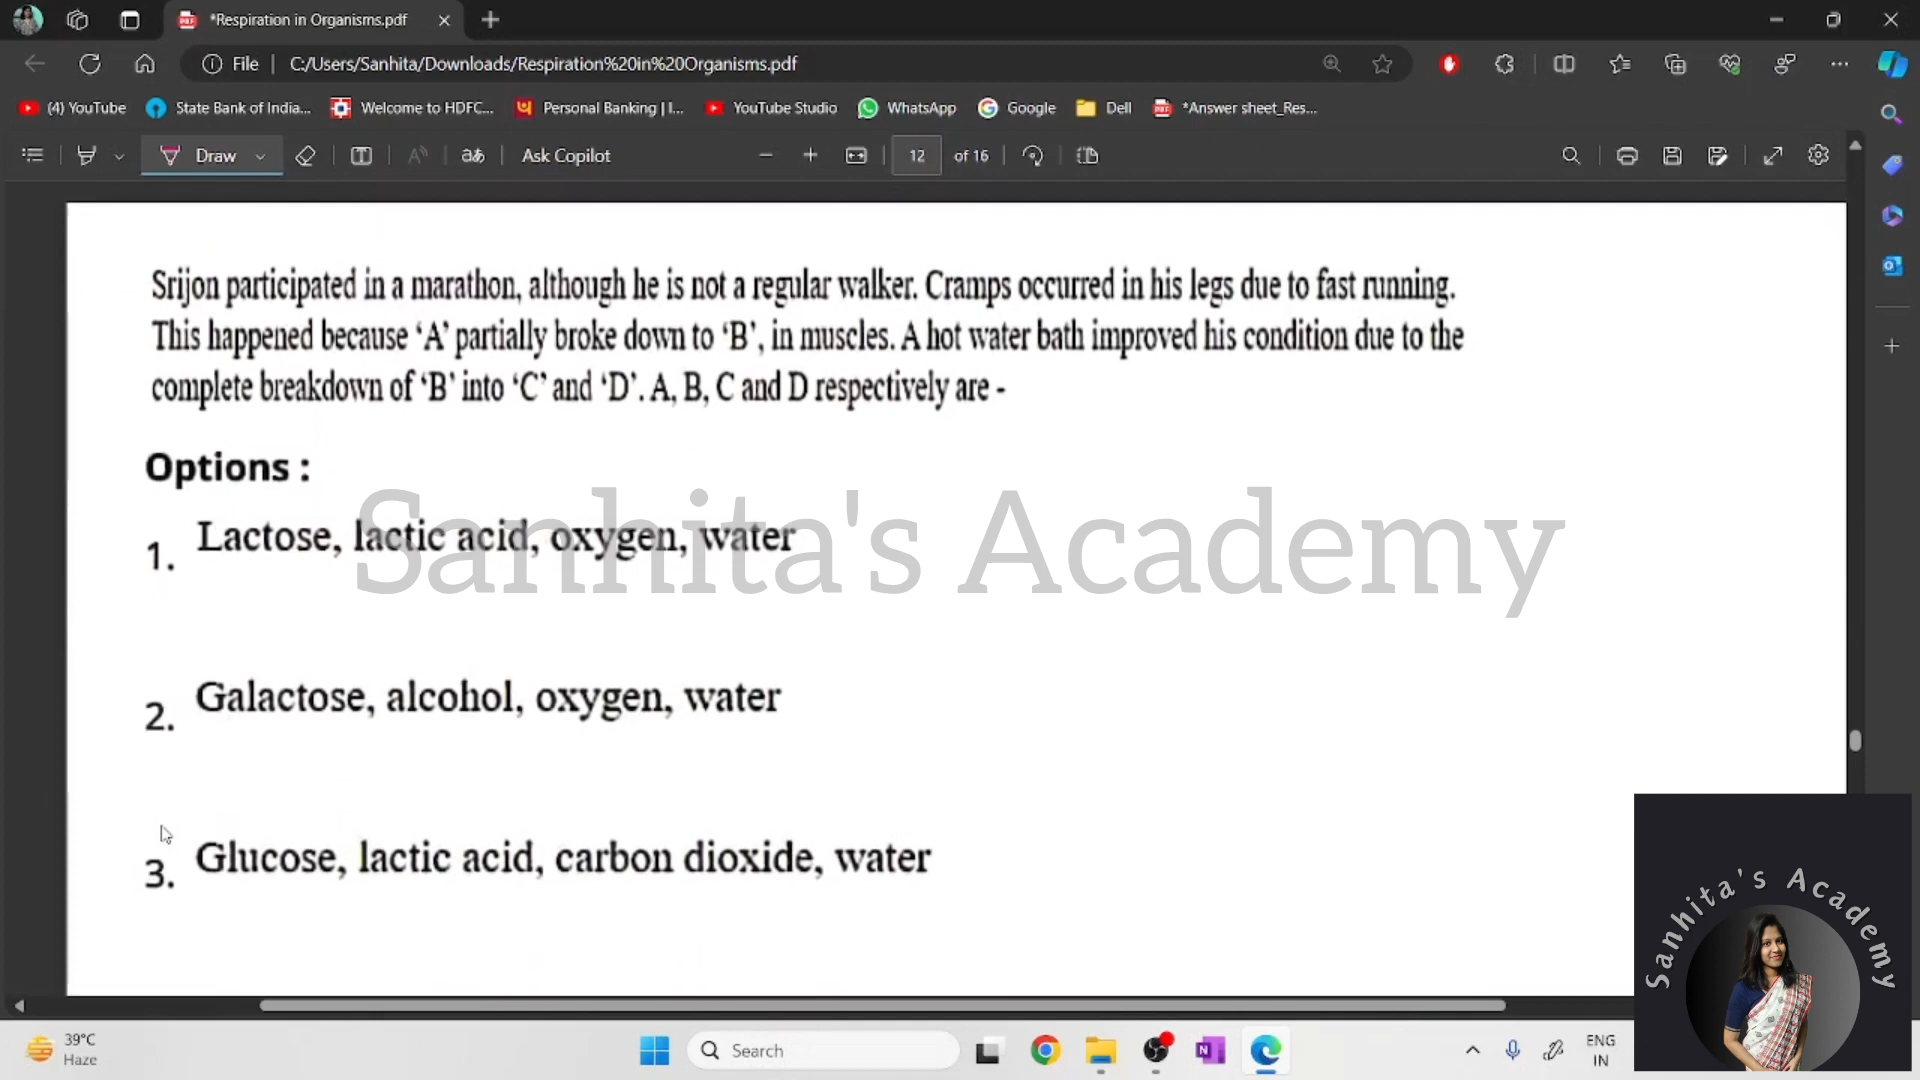 *Respiration in Organisms.pdf
File
C:/Users/Sanhita/Downloads/Respiration%20in%20Organisms.pdf
(4) YouTube
State Bank of India...
Welcome to HDFC...
Personal Banking | I...
YouTube Studio
WhatsApp
Google
Dell
*Answer sheet_Res...
Draw
Ask Copilot
12
of 16
Srijon participated in a marathon, although he is not a regular walker. Cramps occurred in his legs due to fast running.
This happened because ‘A’ partially broke down to ‘B’, in muscles. A hot water bath improved his condition due to the
complete breakdown of ‘B’ into ‘C’ and ‘D’. A, B, C and D respectively are -
Options :
1. Lactose, lactic acid, oxygen, water
Sanhita's Academy
2. Galactose, alcohol, oxygen, water
3. Glucose, lactic acid, carbon dioxide, water
Sanhita's Academy
39°C
Haze
Search
ENG
IN